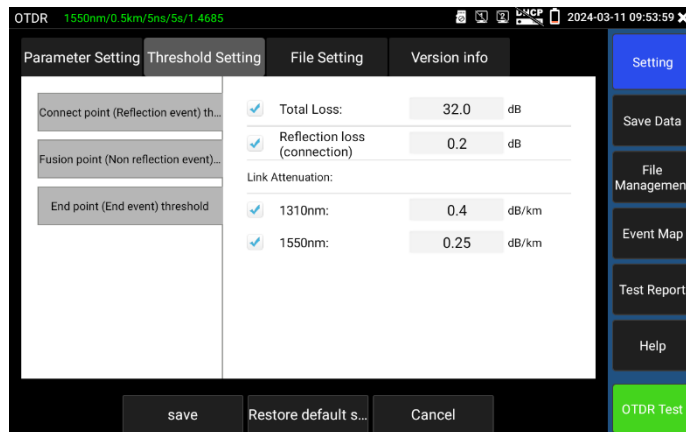 OTDR 1550nm/0.5km/5ns/5s/1.4685 2024-03-11 09:53:59
Parameter Setting Threshold Setting File Setting Version info
Setting
Connect point (Reflection event) th...
Total Loss: 32.0 dB
Save Data
Reflection loss
(connection) 0.2 dB
Fusion point (Non reflection event)...
Link Attenuation:
File
Managemen
End point (End event) threshold
1310nm: 0.4 dB/km
1550nm: 0.25 dB/km
Event Map
Test Report
Help
save Restore default s... Cancel
OTDR Test